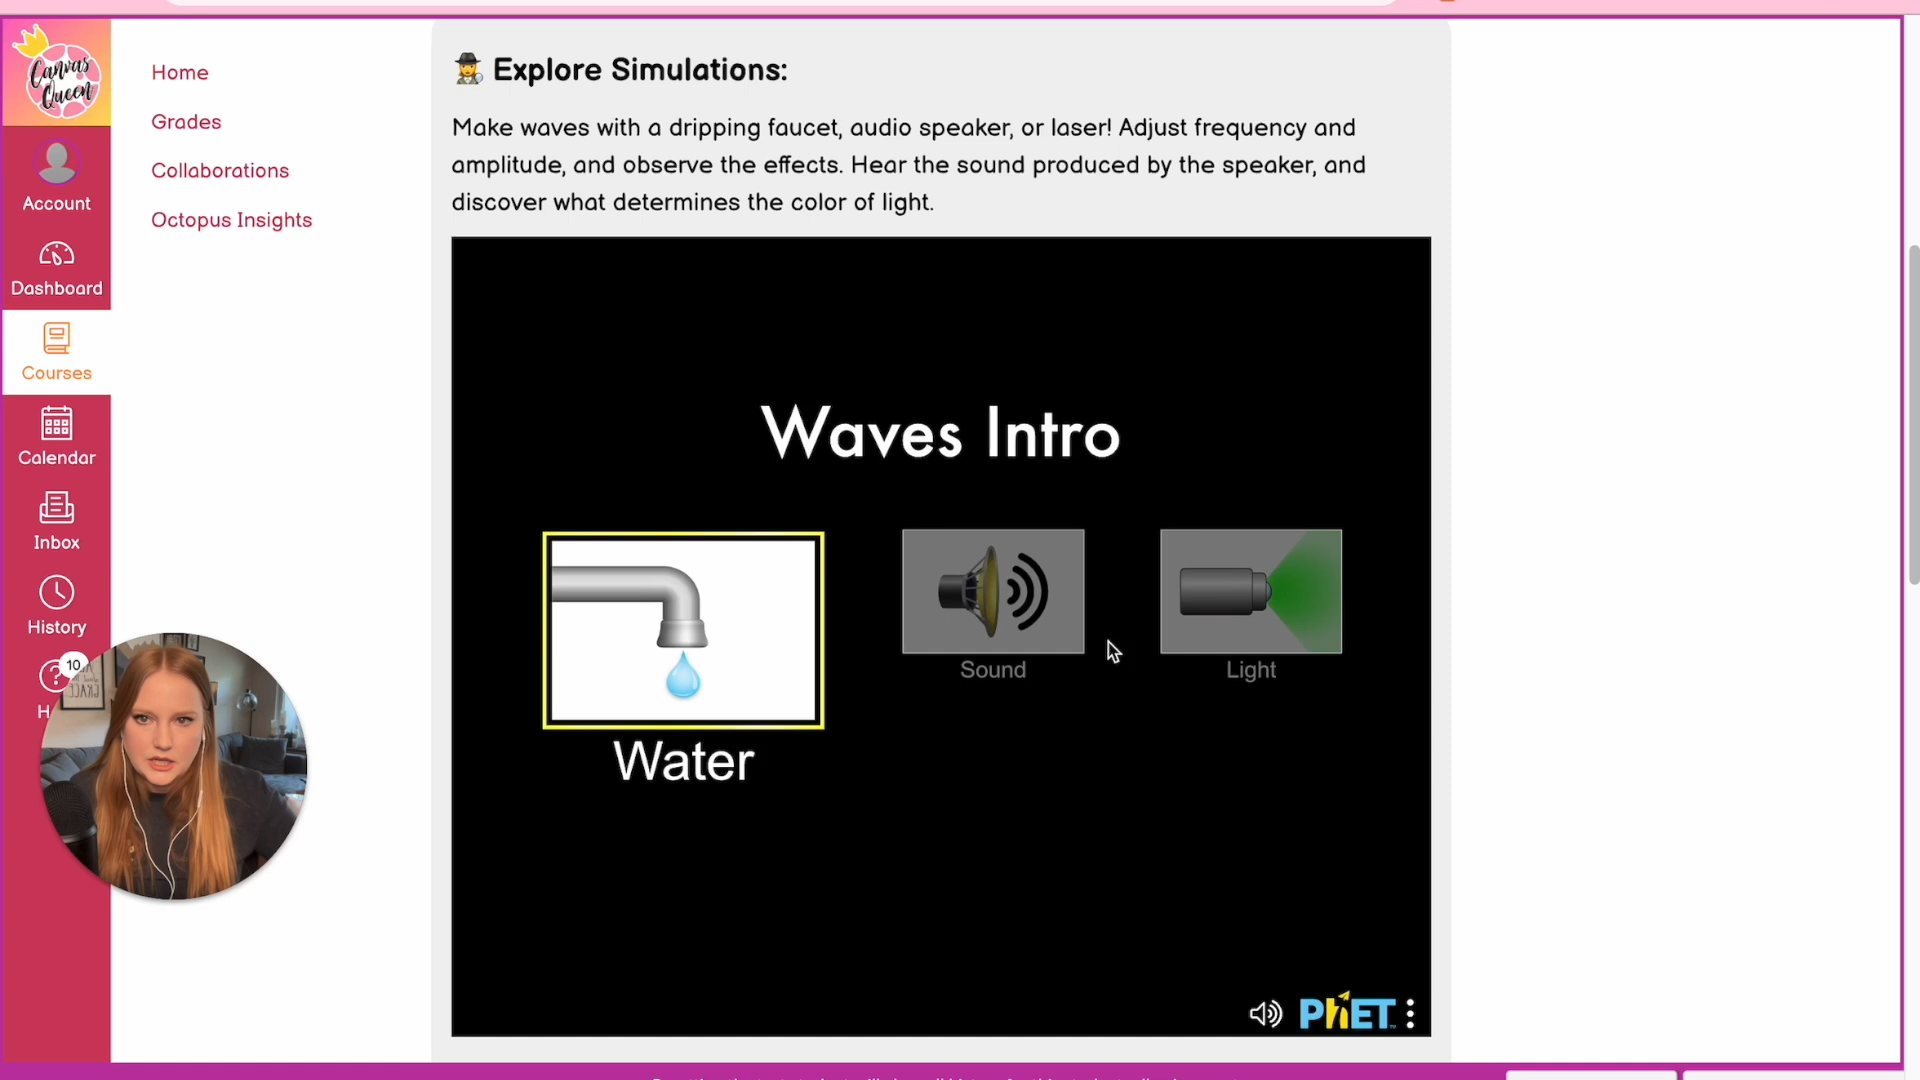 Canvas
Queen
Account
Dashboard
Courses
Calendar
Inbox
History
10
H
Home
Grades
Collaborations
Octopus Insights
🕵️‍♀️ Explore Simulations:
Make waves with a dripping faucet, audio speaker, or laser! Adjust frequency and
amplitude, and observe the effects. Hear the sound produced by the speaker, and
discover what determines the color of light.
Waves Intro
Water
Sound
Light
PhET